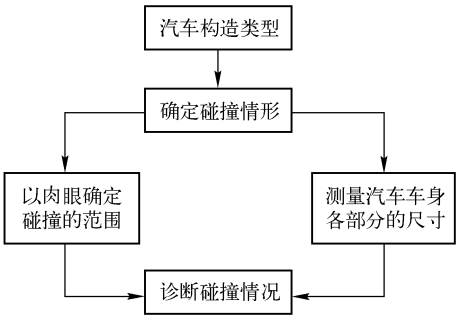 汽车构造类型
确定碰撞情形
以肉眼确定
碰撞的范围
测量汽车车身
各部分的尺寸
诊断碰撞情况